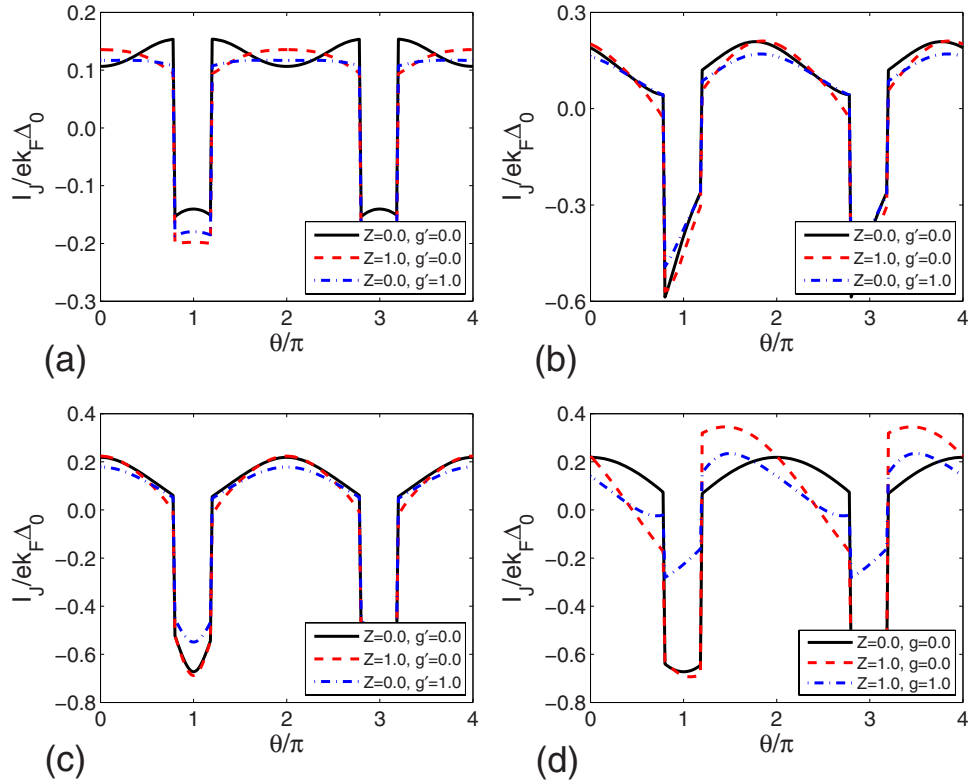 0.2
0.1
0.0
-0.1
-0.2
-0.3
I_J/ek_FΔ_0
0 1 2 3 4
θ/π
Z=0.0, g′=0.0
Z=1.0, g′=0.0
Z=0.0, g′=1.0
(a)
0.3
0.0
-0.3
-0.6
I_J/ek_FΔ_0
0 1 2 3 4
θ/π
Z=0.0, g′=0.0
Z=1.0, g′=0.0
Z=0.0, g′=1.0
(b)
0.4
0.2
0.0
-0.2
-0.4
-0.6
-0.8
I_J/ek_FΔ_0
0 1 2 3 4
θ/π
Z=0.0, g′=0.0
Z=1.0, g′=0.0
Z=0.0, g′=1.0
(c)
0.4
0.2
0.0
-0.2
-0.4
-0.6
-0.8
I_J/ek_FΔ_0
0 1 2 3 4
θ/π
Z=0.0, g=0.0
Z=1.0, g=0.0
Z=1.0, g=1.0
(d)